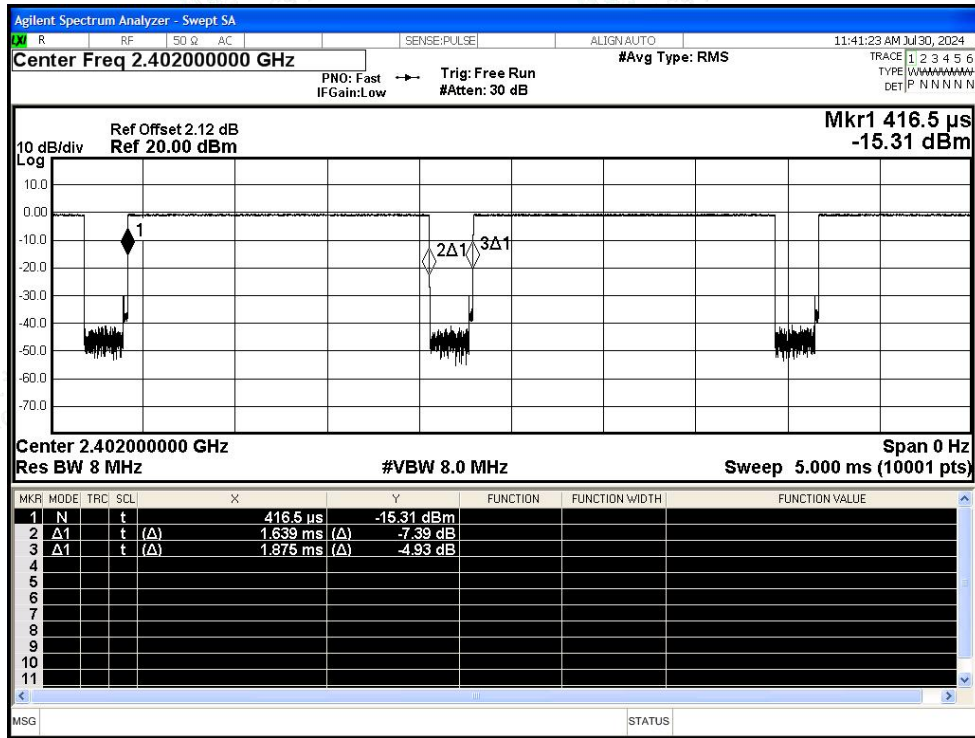 Agilent Spectrum Analyzer - Swept SA
LXI R RF 50 Ω AC SENSE:PULSE ALIGN AUTO 11:41:23 AM Jul 30, 2024
Center Freq 2.402000000 GHz #Avg Type: RMS TRACE 1 2 3 4 5 6
PNO: Fast Trig: Free Run TYPE
IFGain:Low #Atten: 30 dB DET P N N N N N
Mkr1 416.5 µs
-15.31 dBm
Ref Offset 2.12 dB
10 dB/div Ref 20.00 dBm
Log
10.0
0.00
1
-10.0
2Δ1 3Δ1
-20.0
-30.0
-40.0
-50.0
-60.0
-70.0
Center 2.402000000 GHz Span 0 Hz
Res BW 8 MHz #VBW 8.0 MHz Sweep 5.000 ms (10001 pts)
MKR MODE TRC SCL X Y FUNCTION FUNCTION WIDTH FUNCTION VALUE
1 N t 416.5 µs -15.31 dBm
2 Δ1 t (Δ) 1.639 ms (Δ) -7.39 dB
3 Δ1 t (Δ) 1.875 ms (Δ) -4.93 dB
4
5
6
7
8
9
10
11
MSG STATUS